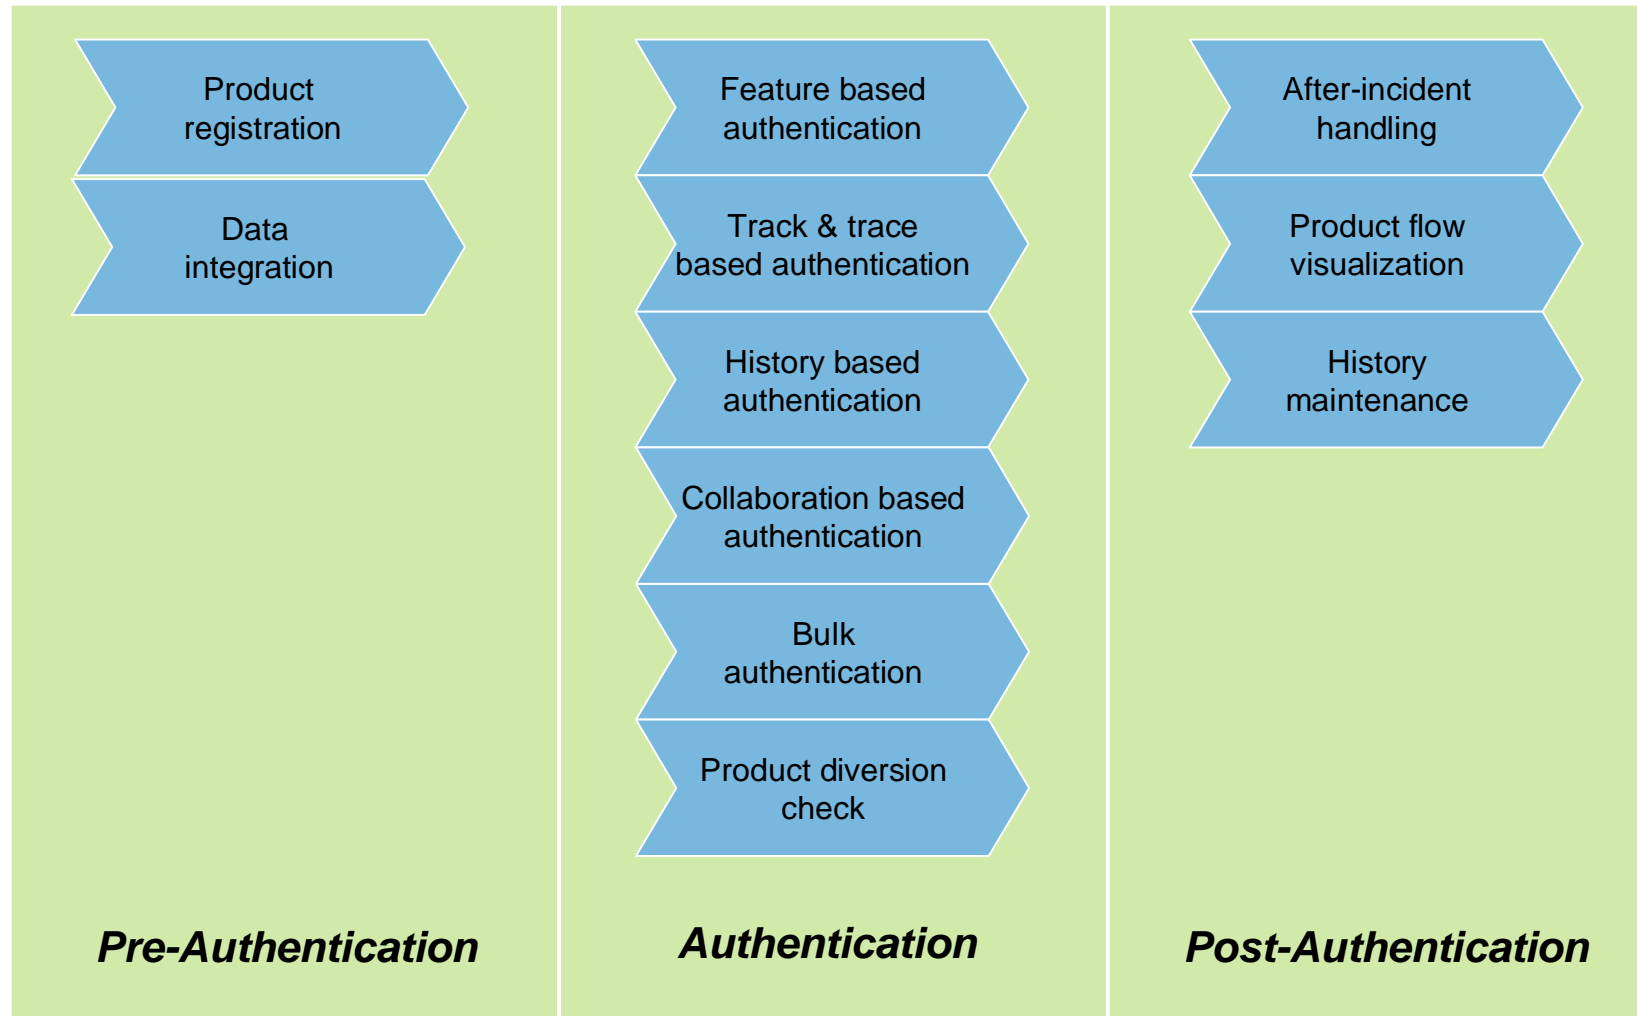 Product
registration
Data
integration
Pre-Authentication
Feature based
authentication
Track & trace
based authentication
History based
authentication
Collaboration based
authentication
Bulk
authentication
Product diversion
check
Authentication
After-incident
handling
Product flow
visualization
History
maintenance
Post-Authentication